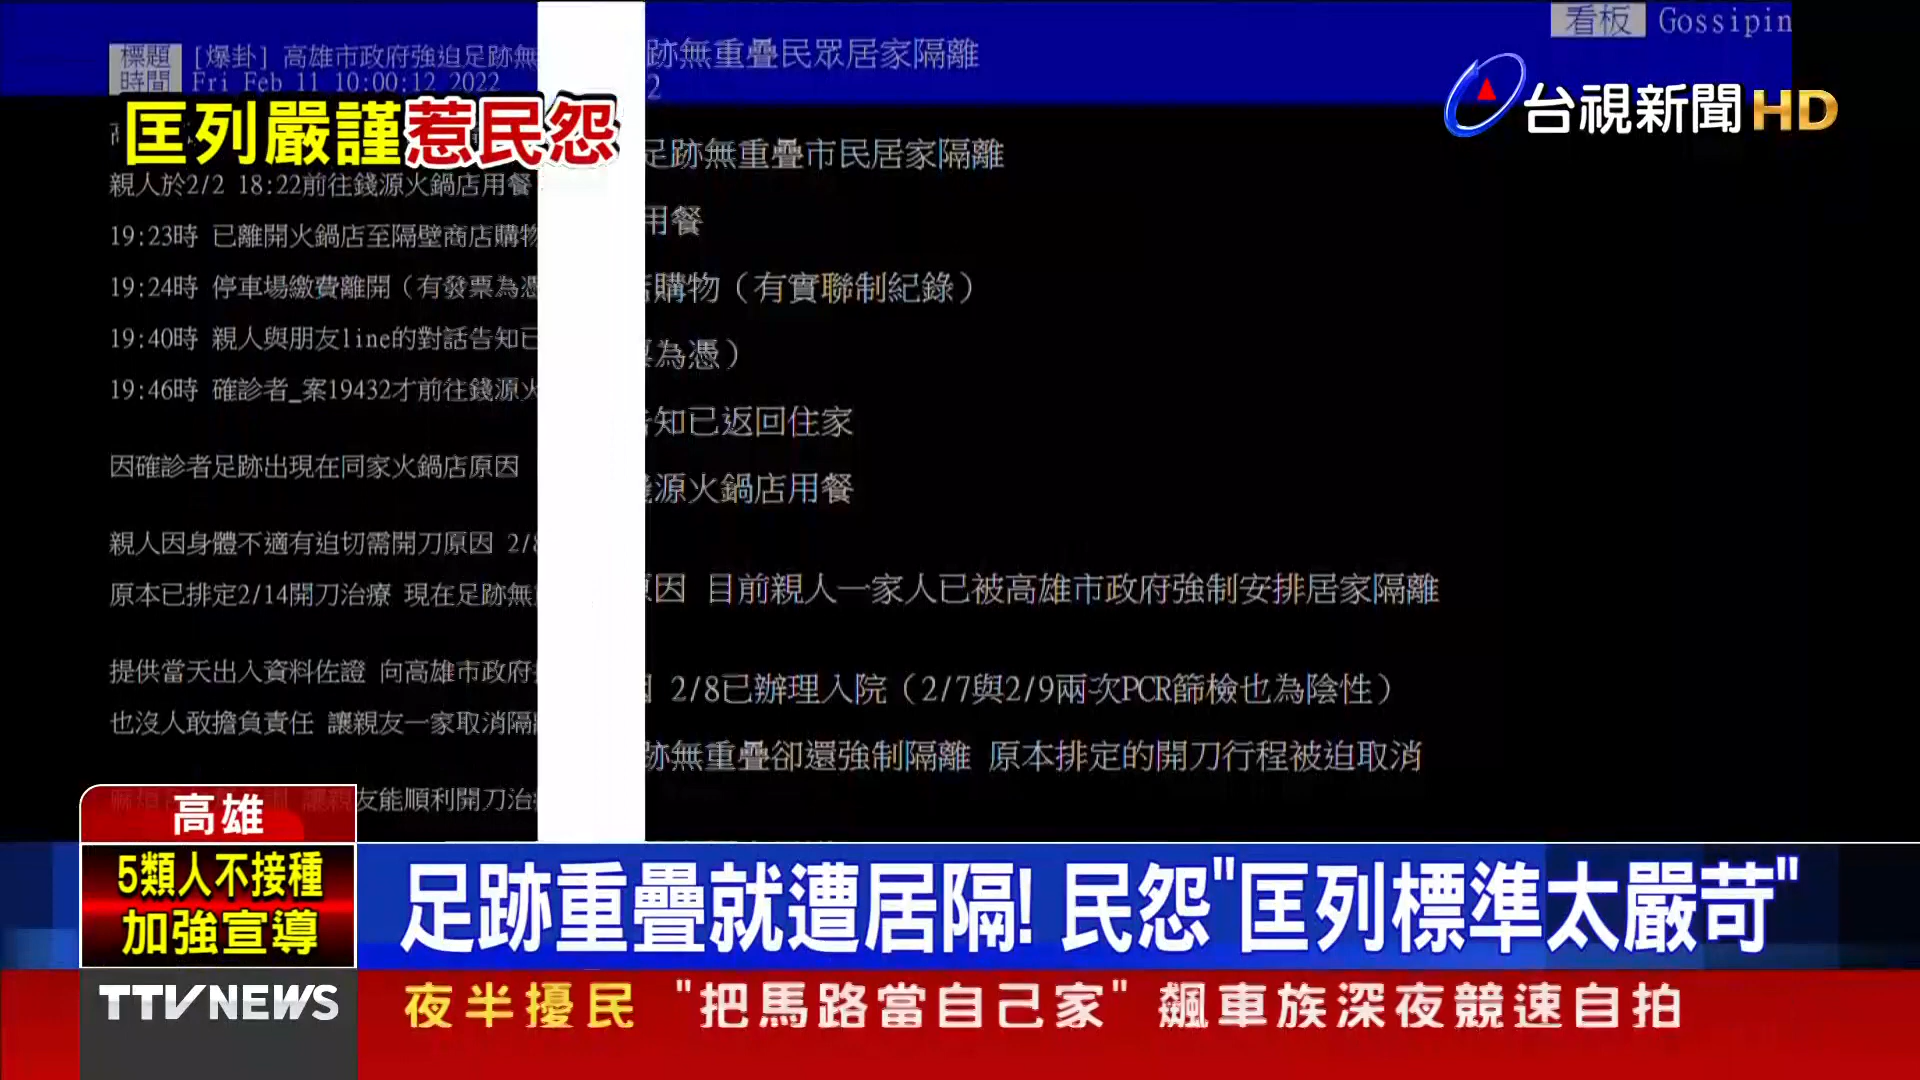 看板 Gossipin
標題 [爆卦] 高雄市政府強迫足跡無
時間 Fri Feb 11 10:00:12 2022
跡無重疊民眾居家隔離
2
台視新聞HD
匡列嚴謹惹民怨
足跡無重疊市民居家隔離
親人於2/2 18:22前往錢源火鍋店用餐
用餐
19:23時 已離開火鍋店至隔壁商店購物
店購物（有實聯制紀錄）
19:24時 停車場繳費離開（有發票為憑
票為憑）
19:40時 親人與朋友line的對話告知已
告知已返回住家
19:46時 確診者_案19432才前往錢源火
錢源火鍋店用餐
因確診者足跡出現在同家火鍋店原因
原因 目前親人一家人已被高雄市政府強制安排居家隔離
親人因身體不適有迫切需開刀原因 2/8
因 2/8已辦理入院（2/7與2/9兩次PCR篩檢也為陰性）
原本已排定2/14開刀治療 現在足跡無重
跡無重疊卻還強制隔離 原本排定的開刀行程被迫取消
提供當天出入資料佐證 向高雄市政府
也沒人敢擔負責任 讓親友一家取消隔離
讓親友能順利開刀治療
高雄
5類人不接種
加強宣導
足跡重疊就遭居隔! 民怨"匡列標準太嚴苛"
TTV NEWS
夜半擾民 "把馬路當自己家" 飆車族深夜競速自拍